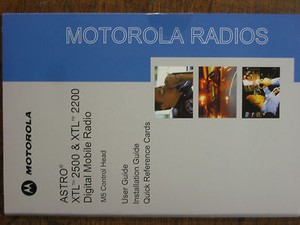 MOTOROLA RADIOS
MOTOROLA
ASTRO®
XTL™ 2500 & XTL™ 2200
Digital Mobile Radio
M5 Control Head
User Guide
Installation Guide
Quick Reference Cards